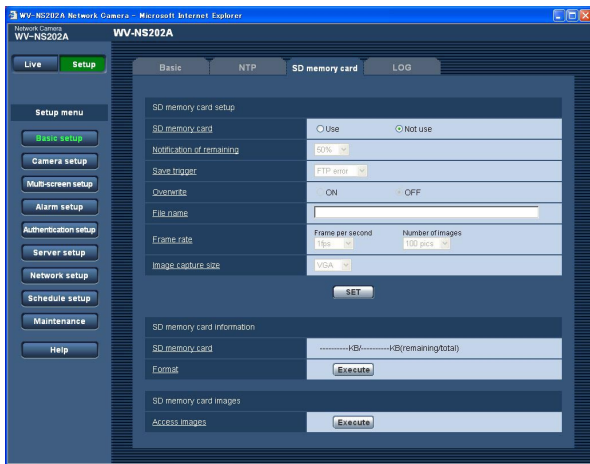 WV-NS202A Network Camera - Microsoft Internet Explorer
Network Camera
WV-NS202A
WV-NS202A
Live Setup
Basic NTP SD memory card LOG
Setup menu
Basic setup
Camera setup
Multi-screen setup
Alarm setup
Authentication setup
Server setup
Network setup
Schedule setup
Maintenance
Help
SD memory card setup
SD memory card Use Not use
Notification of remaining 50%
Save trigger FTP error
Overwrite ON OFF
File name
Frame rate Frame per second Number of images
1fps 100 pics
Image capture size VGA
SET
SD memory card information
SD memory card ----------KB/----------KB(remaining/total)
Format Execute
SD memory card images
Access images Execute